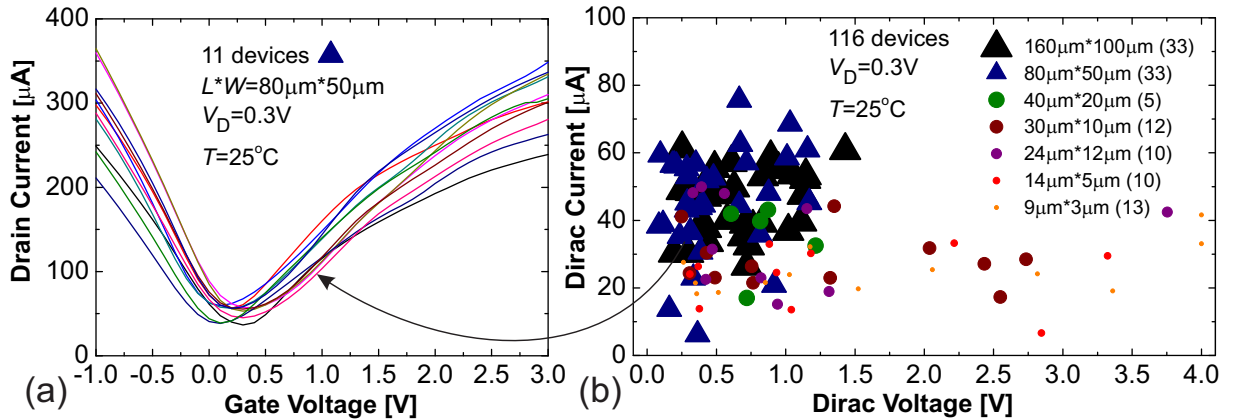 400
300
200
100
0
Drain Current [μA]
11 devices
L*W=80μm*50μm
V_D=0.3V
T=25°C
-1.0 -0.5 0.0 0.5 1.0 1.5 2.0 2.5 3.0
(a)
Gate Voltage [V]
100
80
60
40
20
0
Dirac Current [μA]
116 devices
V_D=0.3V
T=25°C
160μm*100μm (33)
80μm*50μm (33)
40μm*20μm (5)
30μm*10μm (12)
24μm*12μm (10)
14μm*5μm (10)
9μm*3μm (13)
0.0 0.5 1.0 1.5 2.0 2.5 3.0 3.5 4.0
(b)
Dirac Voltage [V]